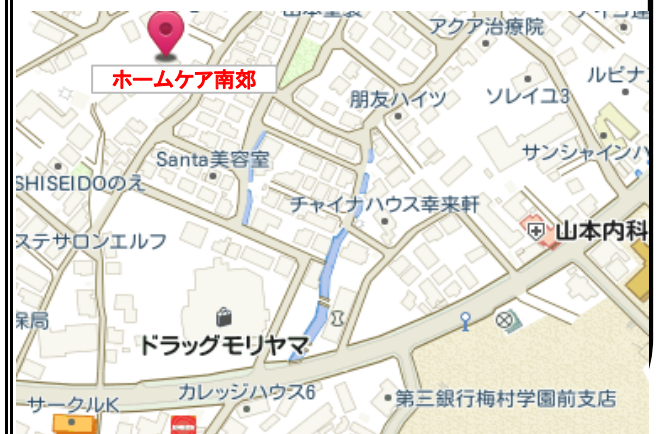 アクア治療院
ホームケア南郊
ルビナ
朋友ハイツ
ソレイユ3
サンシャインハ
Santa美容室
SHISEIDOのえ
チャイナハウス幸来軒
山本内科
ステサロンエルフ
保局
ドラッグモリヤマ
カレッジハウス6
第三銀行梅村学園前支店
サークルK